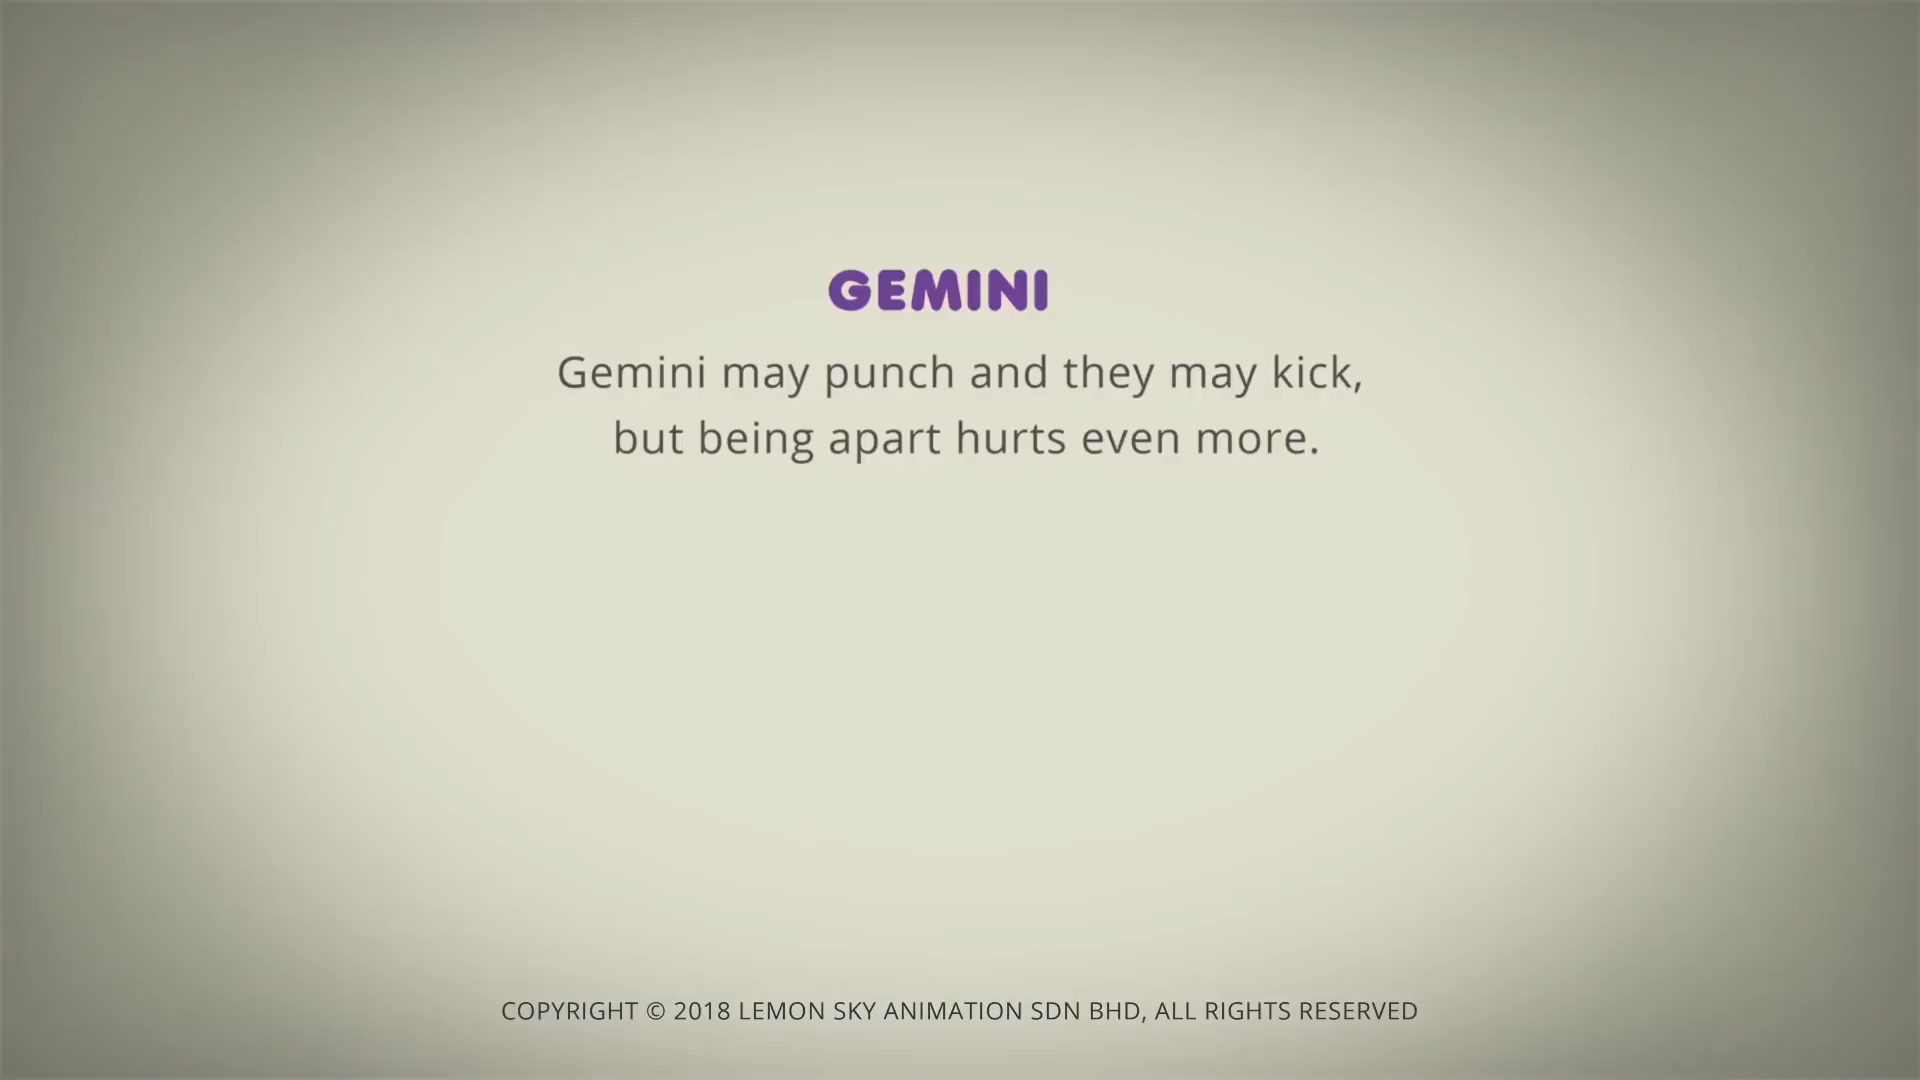 GEMINI
Gemini may punch and they may kick,
but being apart hurts even more.
COPYRIGHT © 2018 LEMON SKY ANIMATION SDN BHD, ALL RIGHTS RESERVED